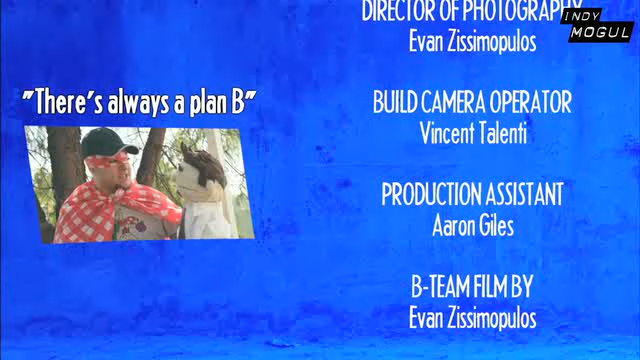 DIRECTOR OF PHOTOGRAPHY
INDY
MOGUL
Evan Zissimopulos
"There's always a plan B"
BUILD CAMERA OPERATOR
Vincent Talenti
PRODUCTION ASSISTANT
Aaron Giles
B-TEAM FILM BY
Evan Zissimopulos